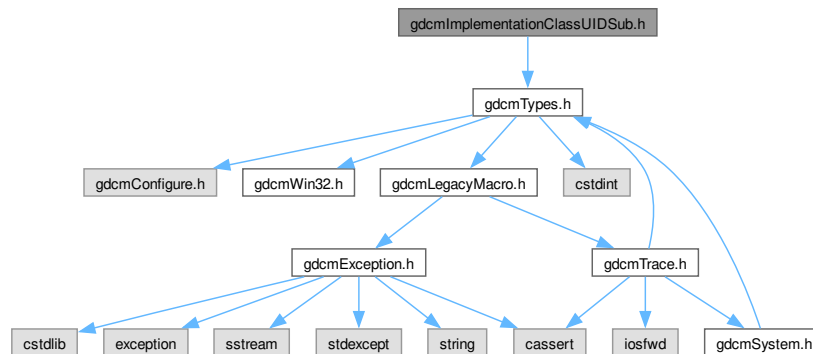 gdcmImplementationClassUIDSub.h
gdcmTypes.h
gdcmConfigure.h
gdcmWin32.h
gdcmLegacyMacro.h
cstdint
gdcmException.h
gdcmTrace.h
cstdlib
exception
sstream
stdexcept
string
cassert
iosfwd
gdcmSystem.h